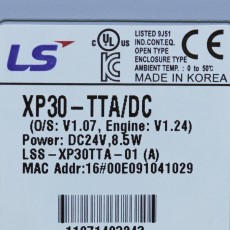 LS
LISTED 9J51
IND.CONT.EQ.
OPEN TYPE
ENCLOSURE TYPE
AMBIENT TEMP. : 0 to 50°C
MADE IN KOREA
XP30-TTA/DC
(O/S: V1.07, Engine: V1.24)
Power: DC24V,8.5W
LSS-XP30TTA-01 (A)
MAC Addr:16#00E091041029